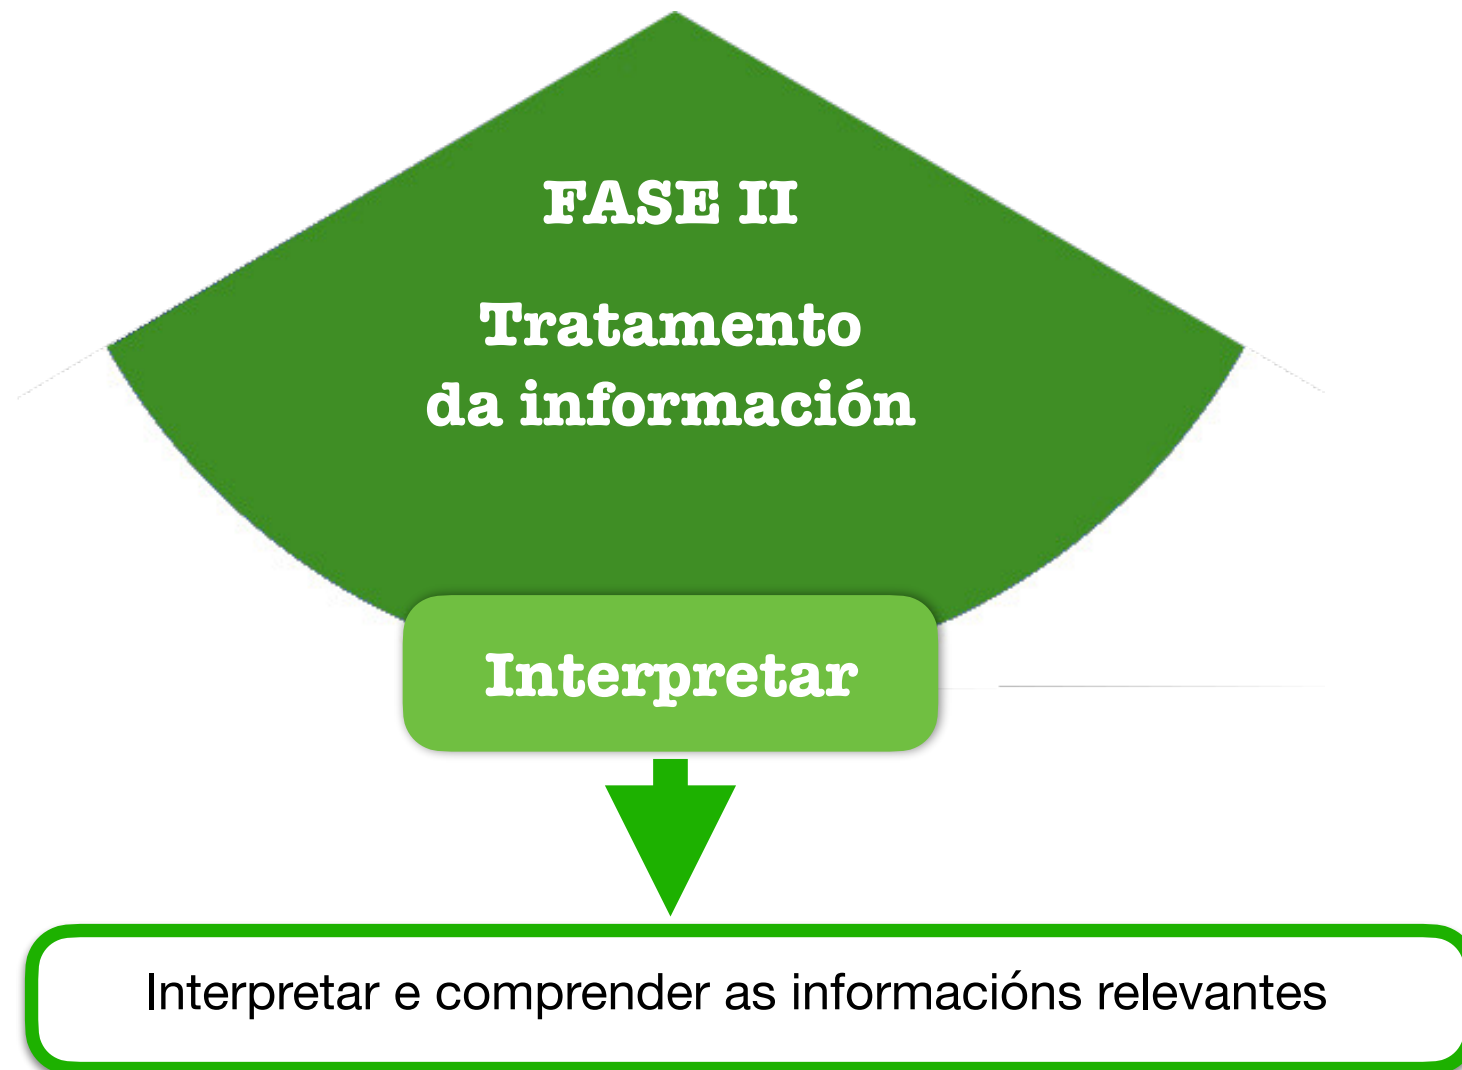 FASE II
Tratamento
da información
Interpretar
Interpretar e comprender as informacións relevantes